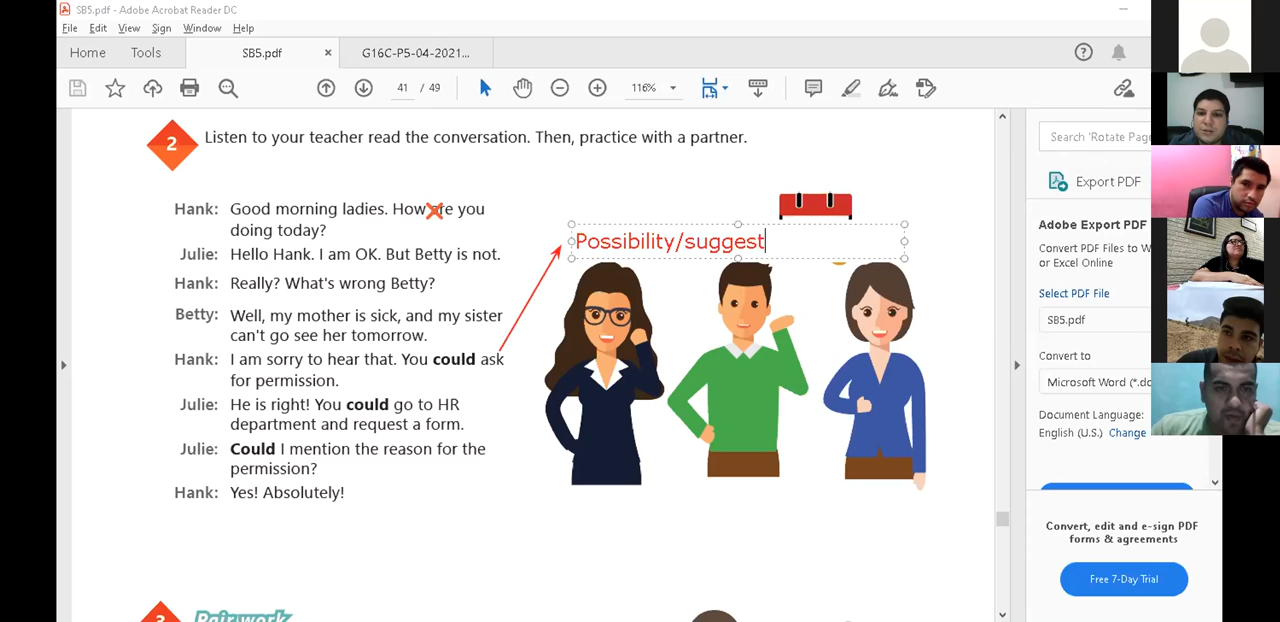 SB5.pdf - Adobe Acrobat Reader DC
File Edit View Sign Window Help
Home Tools SB5.pdf × G16C-P5-04-2021...
41 / 49 116%
2 Listen to your teacher read the conversation. Then, practice with a partner.
Hank: Good morning ladies. How are you
doing today?
Julie: Hello Hank. I am OK. But Betty is not.
Hank: Really? What's wrong Betty?
Betty: Well, my mother is sick, and my sister
can't go see her tomorrow.
Hank: I am sorry to hear that. You could ask
for permission.
Julie: He is right! You could go to HR
department and request a form.
Julie: Could I mention the reason for the
permission?
Hank: Yes! Absolutely!
Possibility/suggest
3 Pair work
Search 'Rotate Pag
Export PDF
Adobe Export PDF
Convert PDF Files to W
or Excel Online
Select PDF File
SB5.pdf
Convert to
Microsoft Word (*.do
Document Language:
English (U.S.) Change
Convert, edit and e-sign PDF
forms & agreements
Free 7-Day Trial